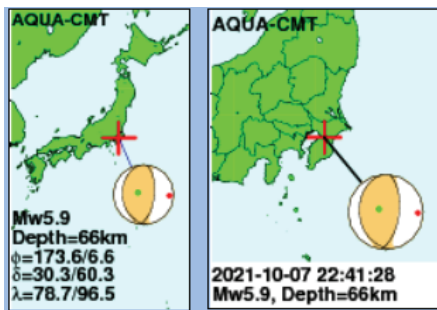 AQUA-CMT
Mw5.9
Depth=66km
ϕ=173.6/6.6
δ=30.3/60.3
λ=78.7/96.5
AQUA-CMT
2021-10-07 22:41:28
Mw5.9, Depth=66km